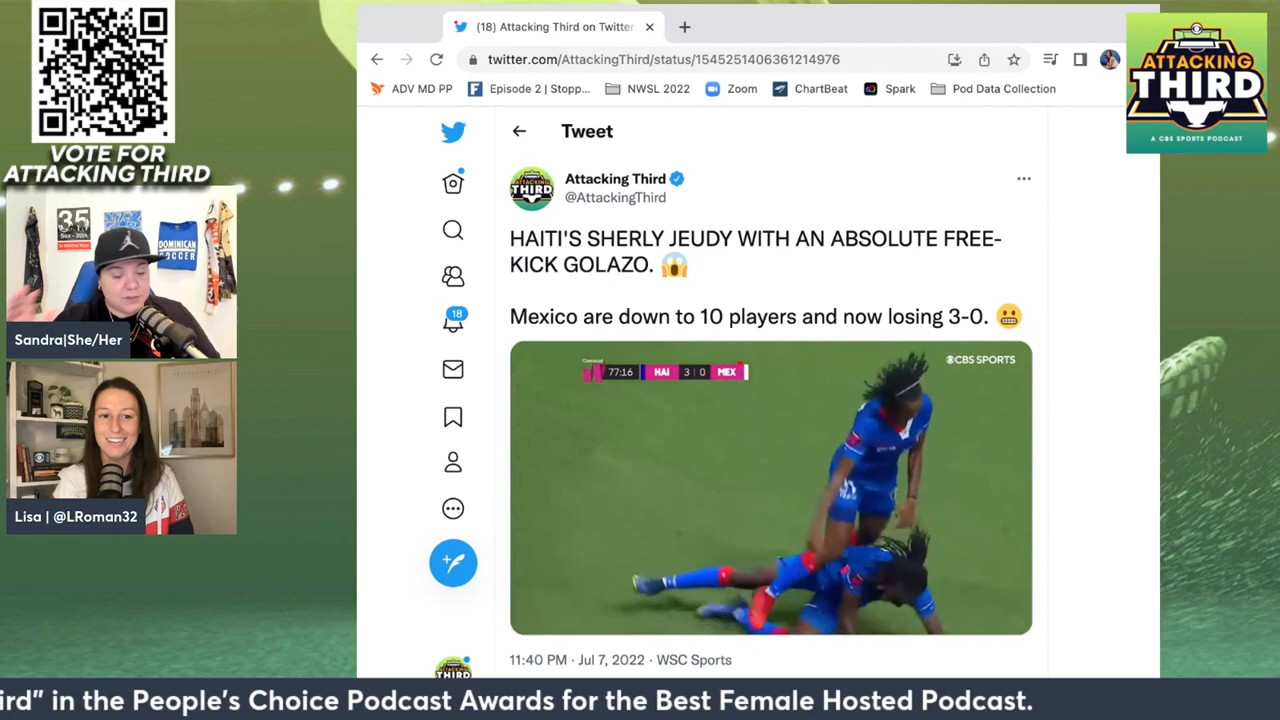 VOTE FOR
ATTACKING THIRD
35
DOMINICAN
SOCCER
Sandra|She/Her
Lisa | @LRoman32
(18) Attacking Third on Twitter:
twitter.com/AttackingThird/status/1545251406361214976
ADV MD PP
Episode 2 | Stopp...
NWSL 2022
Zoom
ChartBeat
Spark
Pod Data Collection
Tweet
18
ATTACKING
THIRD
Attacking Third
@AttackingThird
HAITI'S SHERLY JEUDY WITH AN ABSOLUTE FREE-
KICK GOLAZO. 😱
Mexico are down to 10 players and now losing 3-0. 😬
77:16 HAI 3 | 0 MEX
CBS SPORTS
11:40 PM · Jul 7, 2022 · WSC Sports
ATTACKING
THIRD
A CBS SPORTS PODCAST
ird" in the People's Choice Podcast Awards for the Best Female Hosted Podcast.